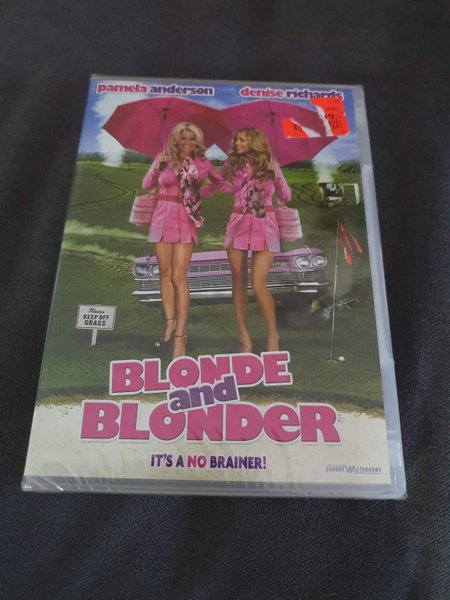 pamela anderson denise richards
Please
KEEP OFF
GRASS
BLONDE
and
BLONDER
IT'S A NO BRAINER!